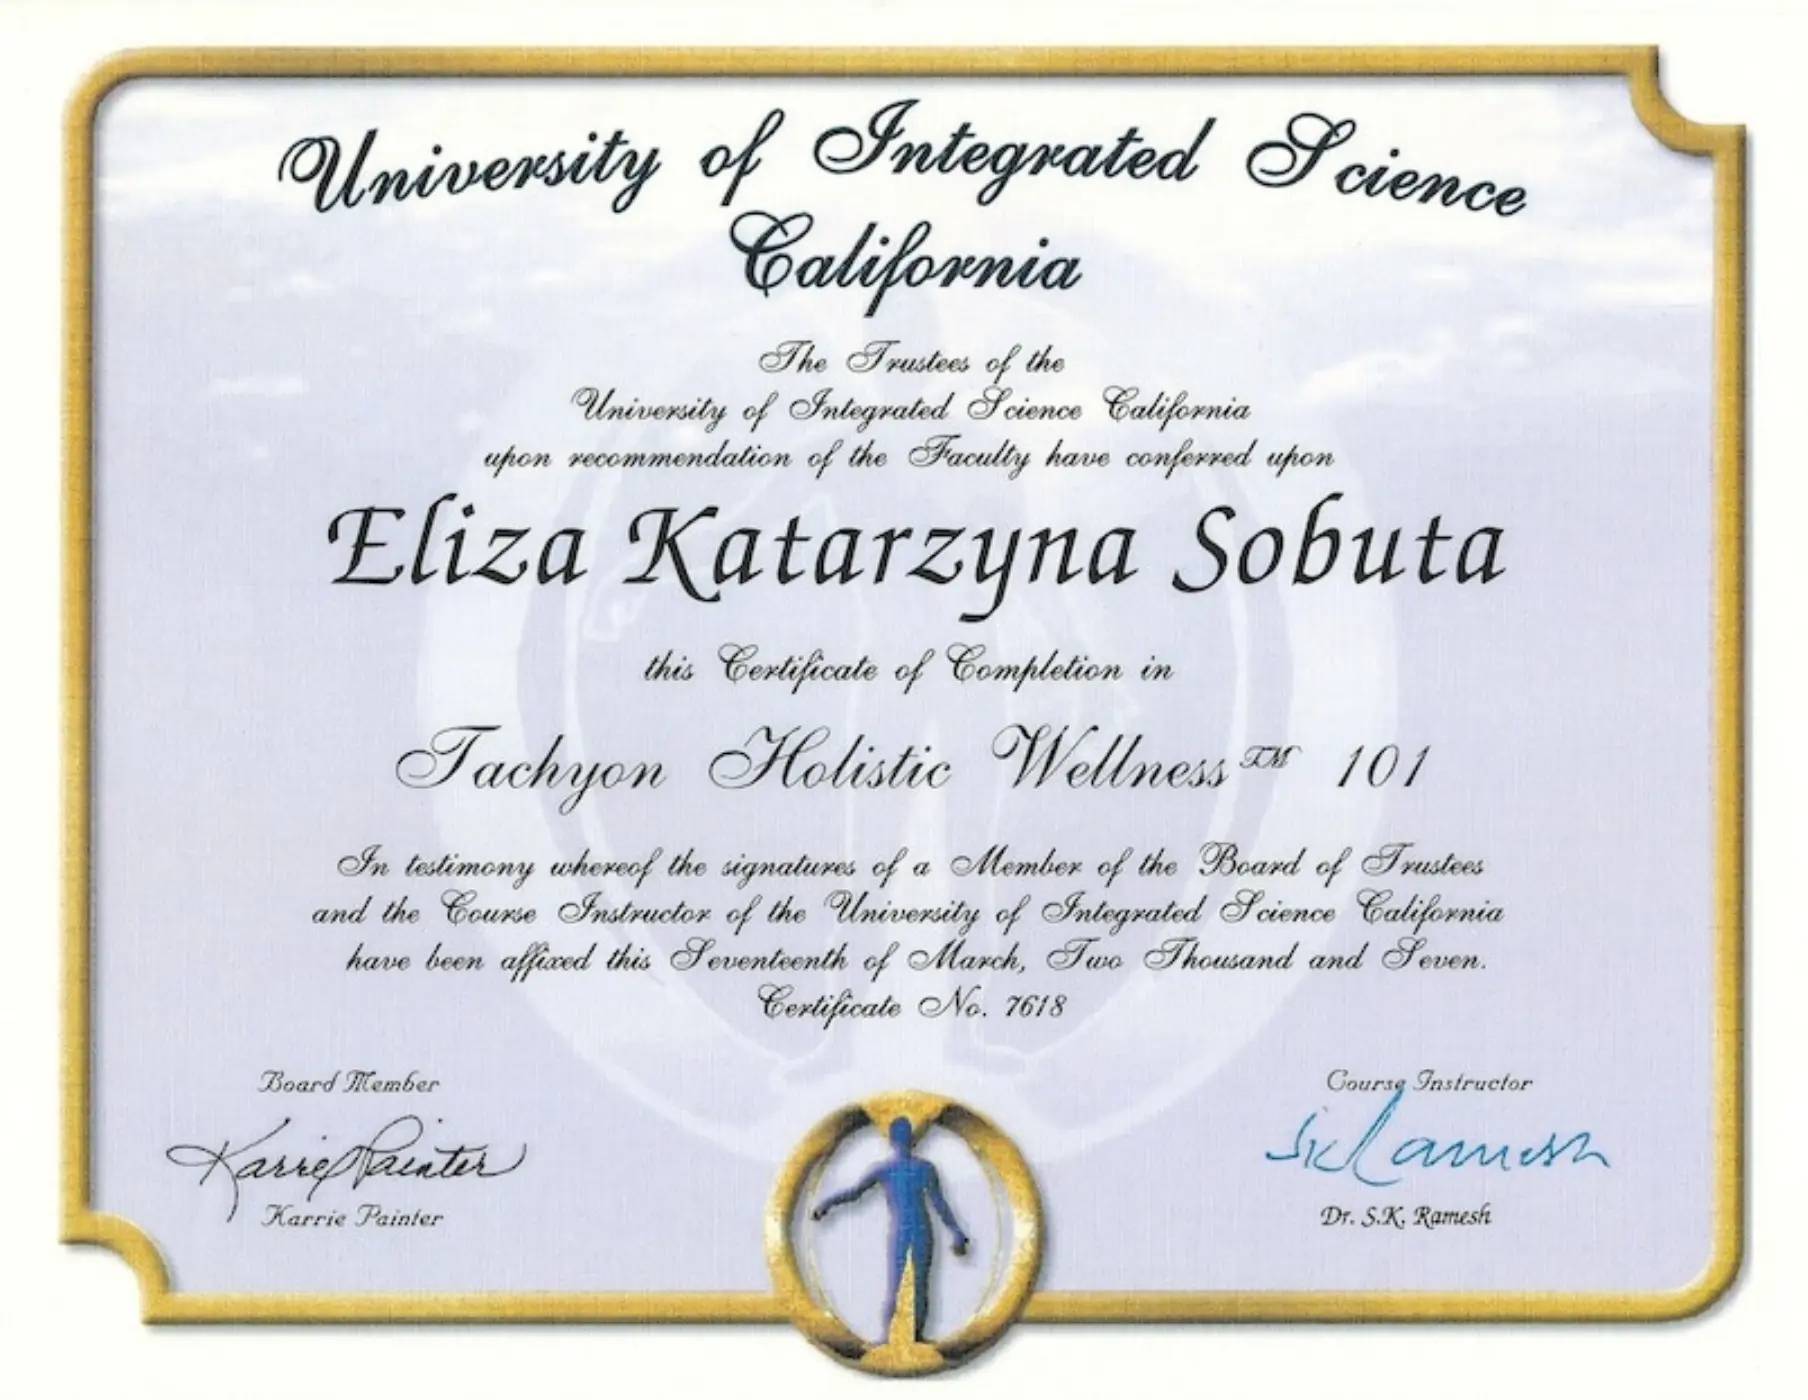 University of Integrated Science
California
The Trustees of the
University of Integrated Science California
upon recommendation of the Faculty have conferred upon
Eliza Katarzyna Sobuta
this Certificate of Completion in
Tachyon Holistic Wellness™ 101
In testimony whereof the signatures of a Member of the Board of Trustees
and the Course Instructor of the University of Integrated Science California
have been affixed this Seventeenth of March, Two Thousand and Seven.
Certificate No. 7618
Board Member
Karrie Painter
Karrie Painter
Course Instructor
S.K. Ramesh
Dr. S.K. Ramesh